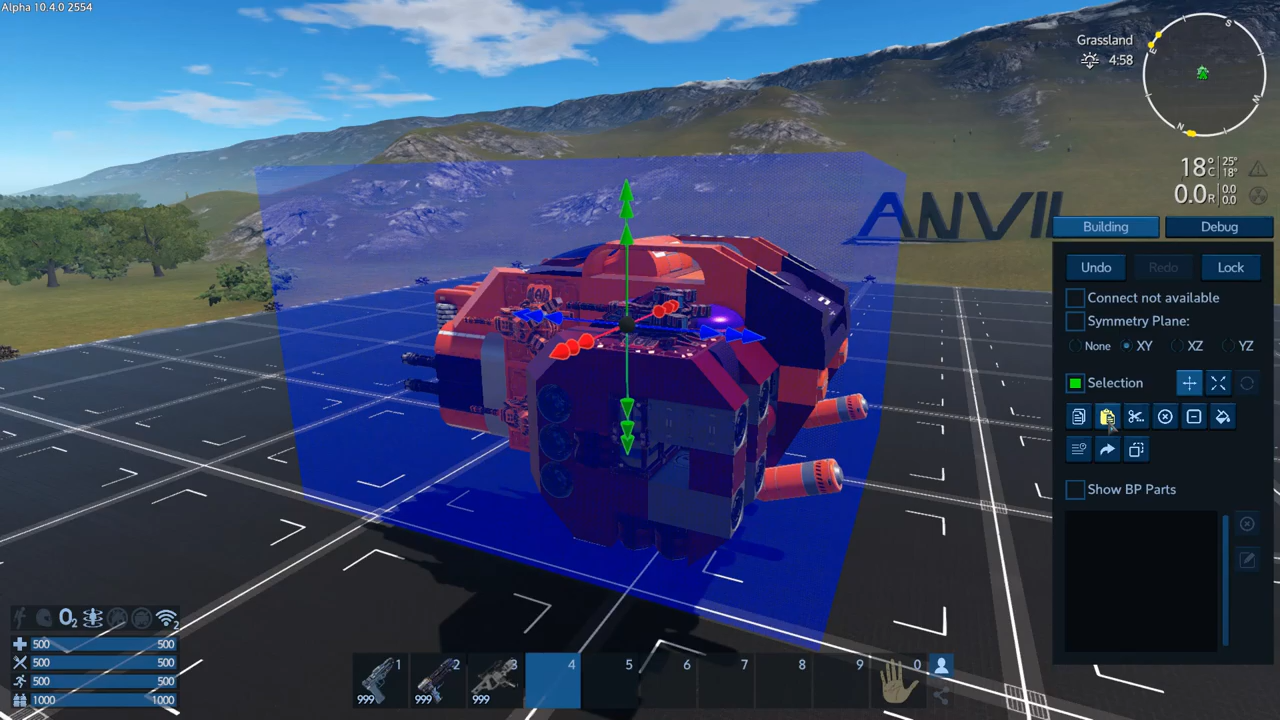 Alpha 10.4.0 2554
S
Grassland
E
4:58
W
N
18°C 25° 18°
0.0R 0.0 0.0
ANVIL
Building Debug
Undo Redo Lock
Connect not available
Symmetry Plane:
None XY XZ YZ
Selection
Show BP Parts
O2 2
500 500
500 500
500 500
1000 1000
1 2 3 4 5 6 7 8 9 0
999 999 999